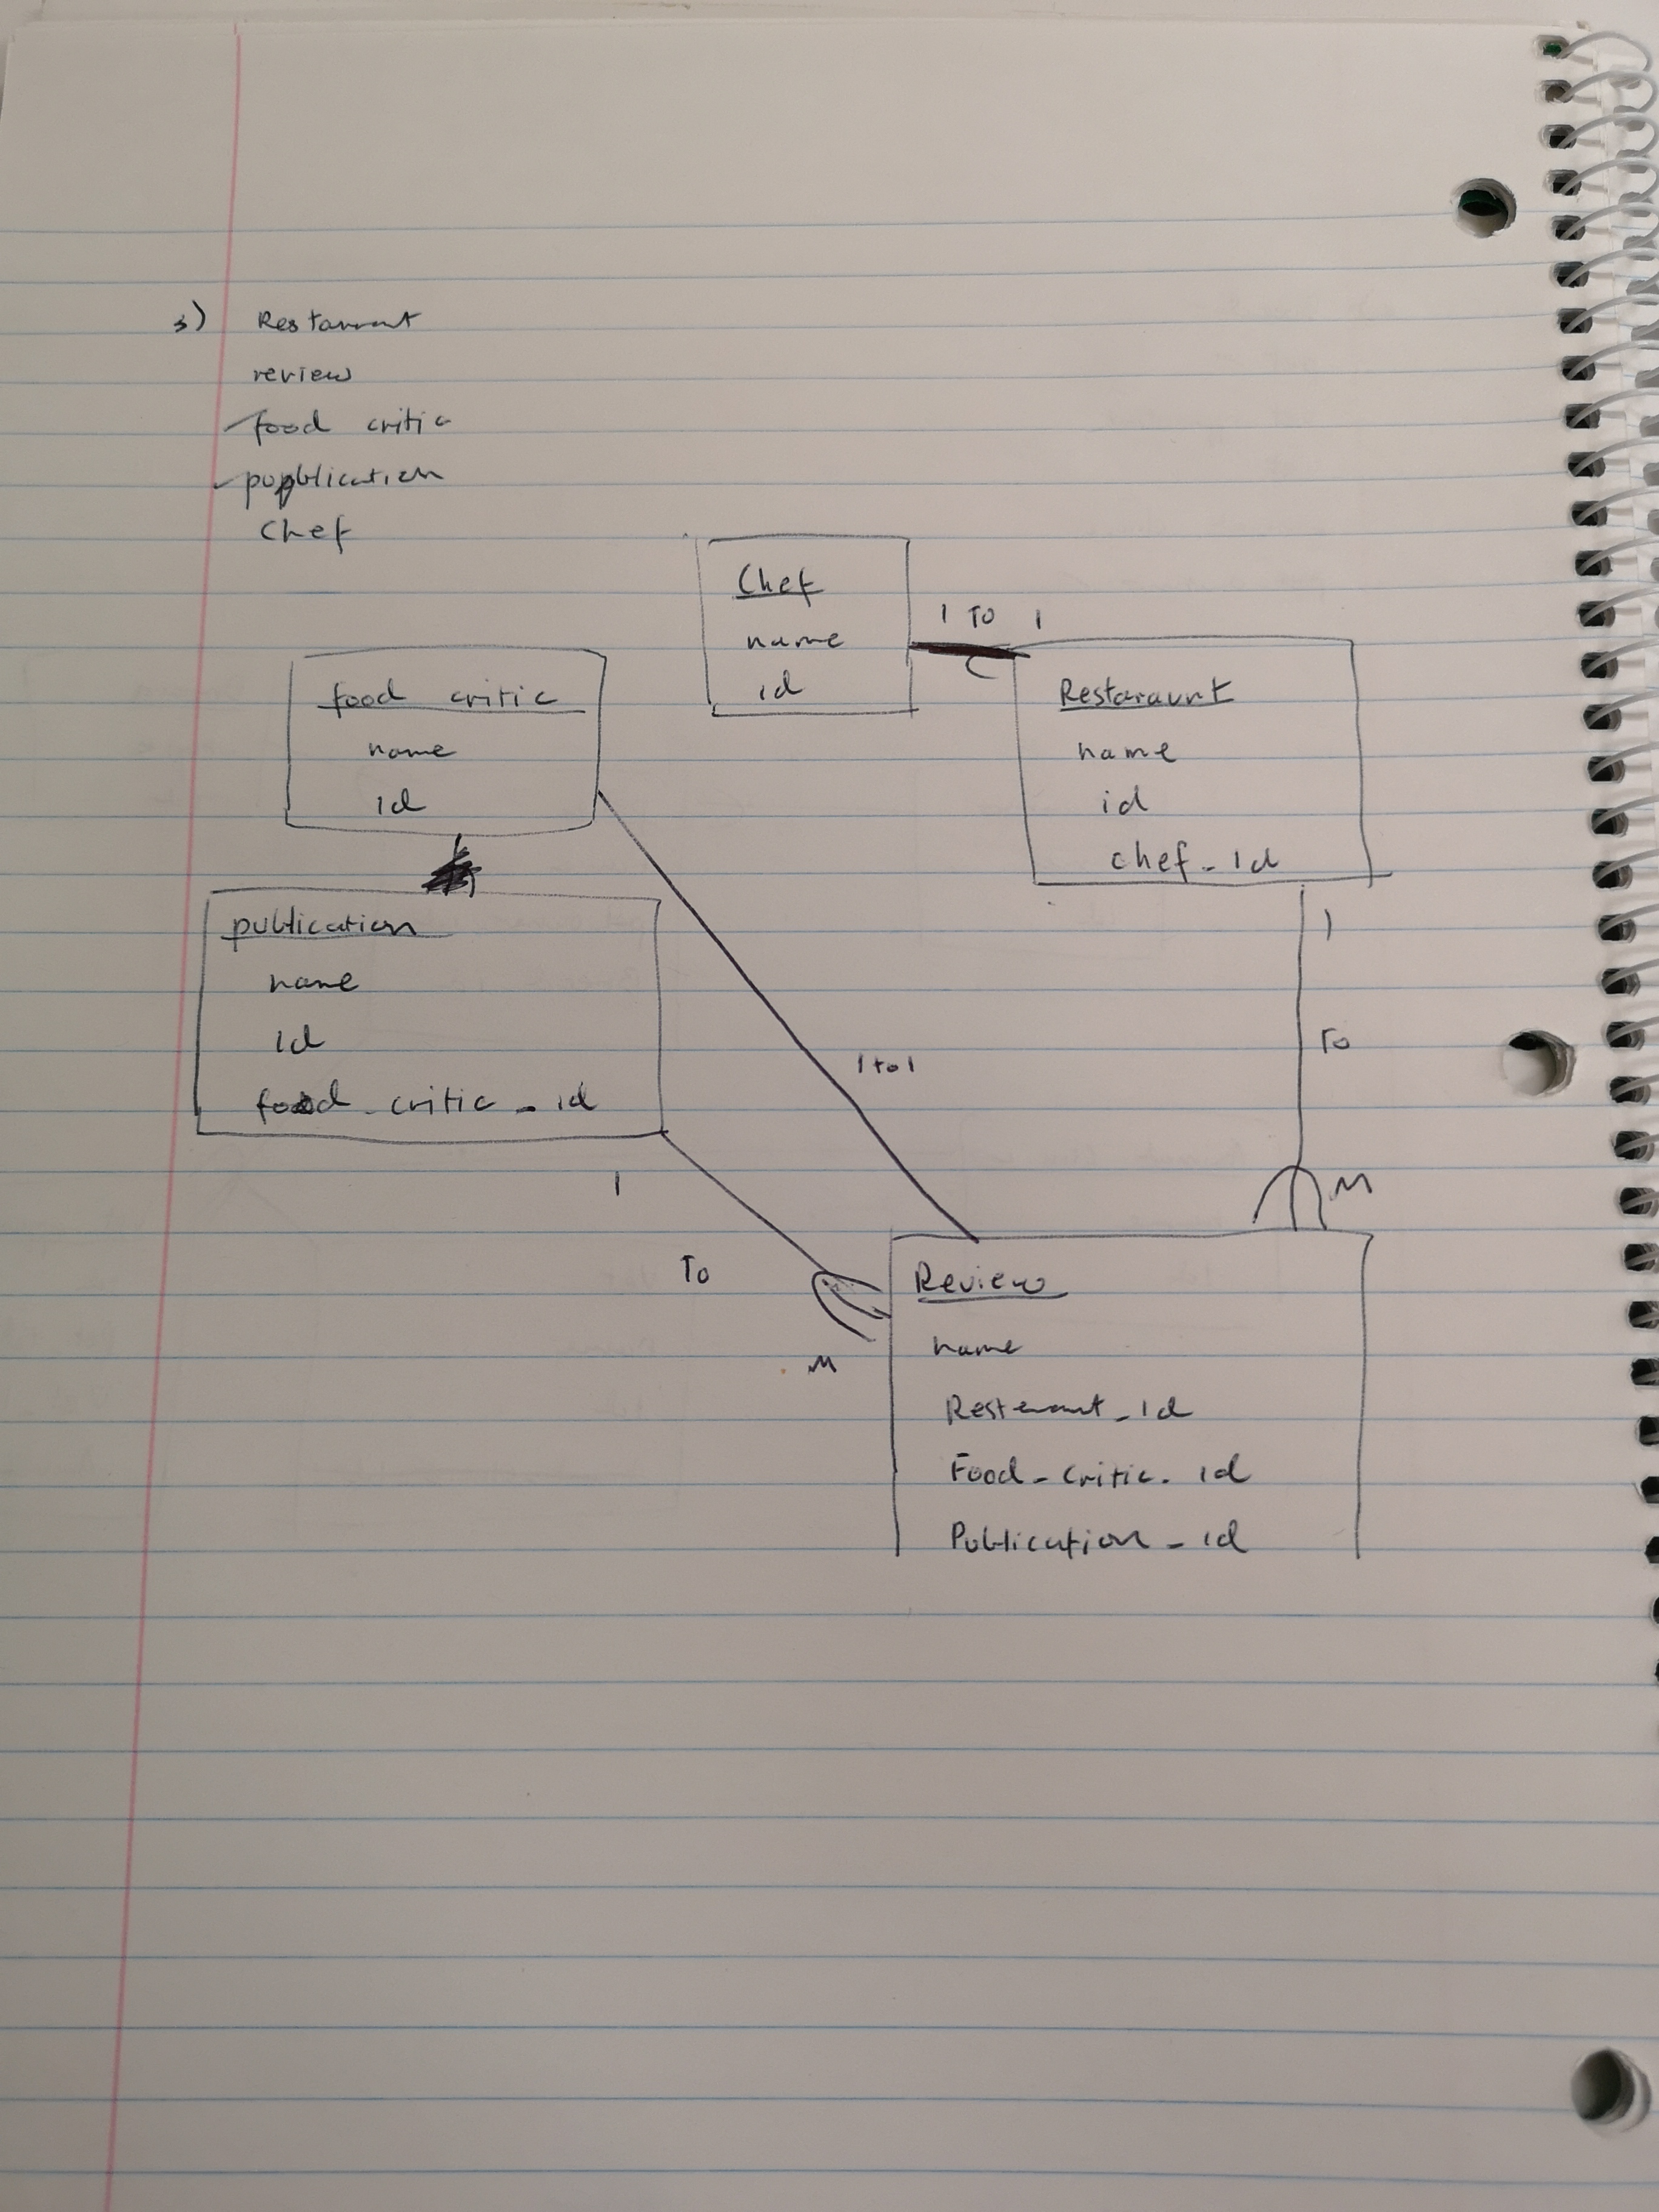 3) Restaurant
review
food critic
publication
Chef
Chef
name
id
1 TO 1
food critic
name
id
Restaraunt
name
id
chef_id
publication
name
id
food_critic_id
1 to 1
1
To
M
1
To
M
Review
name
Restaurant_id
Food_critic_id
Publication_id